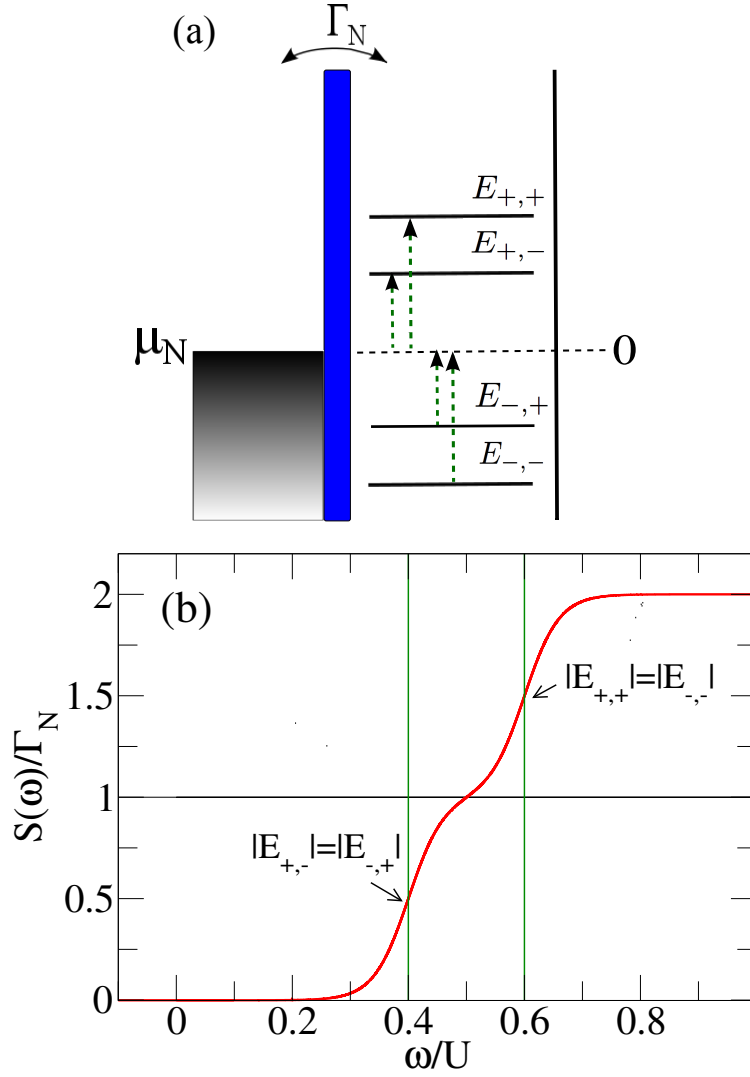 (a)
Γ_N
E_{+,+}
E_{+,-}
μ_N
0
E_{-,+}
E_{-,-}
(b)
2
1.5
1
0.5
0
S(ω)/Γ_N
|E_{+,+}|=|E_{-,-}|
|E_{+,-}|=|E_{-,+}|
0 0.2 0.4 0.6 0.8
ω/U